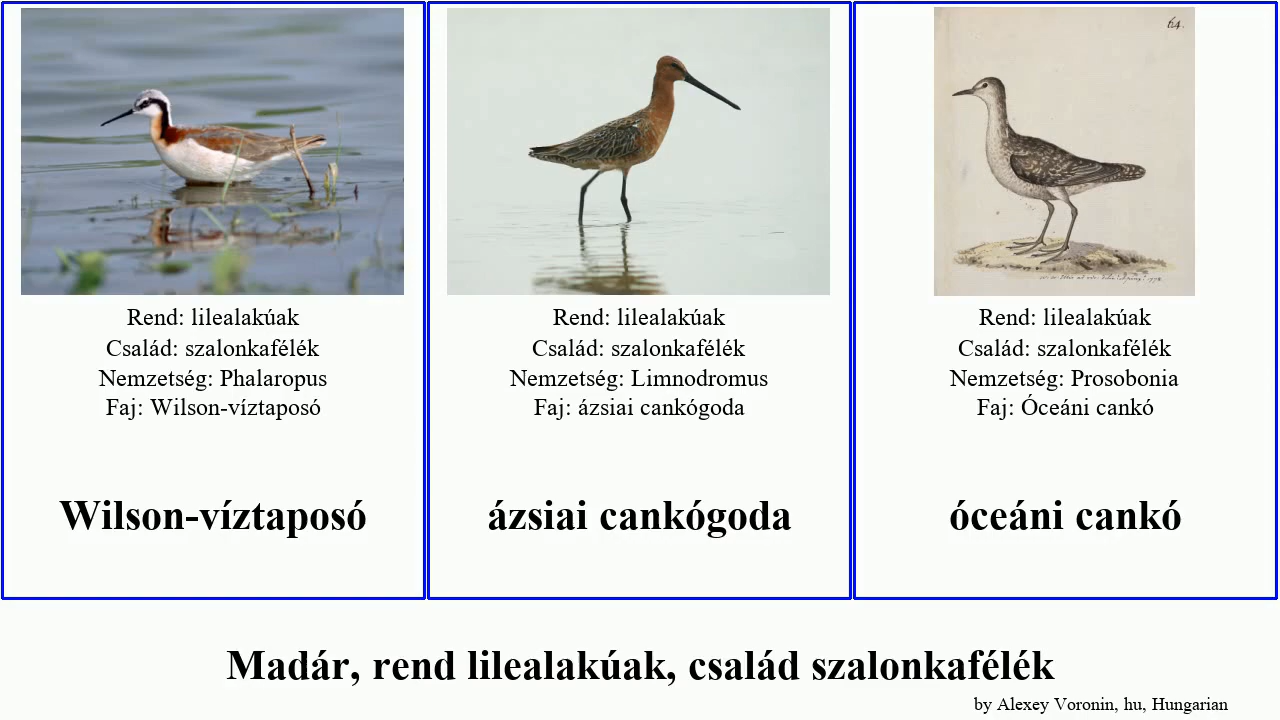 64.
Rend: lilealakúak
Család: szalonkafélék
Nemzetség: Phalaropus
Faj: Wilson-víztaposó
Wilson-víztaposó
Rend: lilealakúak
Család: szalonkafélék
Nemzetség: Limnodromus
Faj: ázsiai cankógoda
ázsiai cankógoda
Rend: lilealakúak
Család: szalonkafélék
Nemzetség: Prosobonia
Faj: Óceáni cankó
óceáni cankó
Madár, rend lilealakúak, család szalonkafélék
by Alexey Voronin, hu, Hungarian